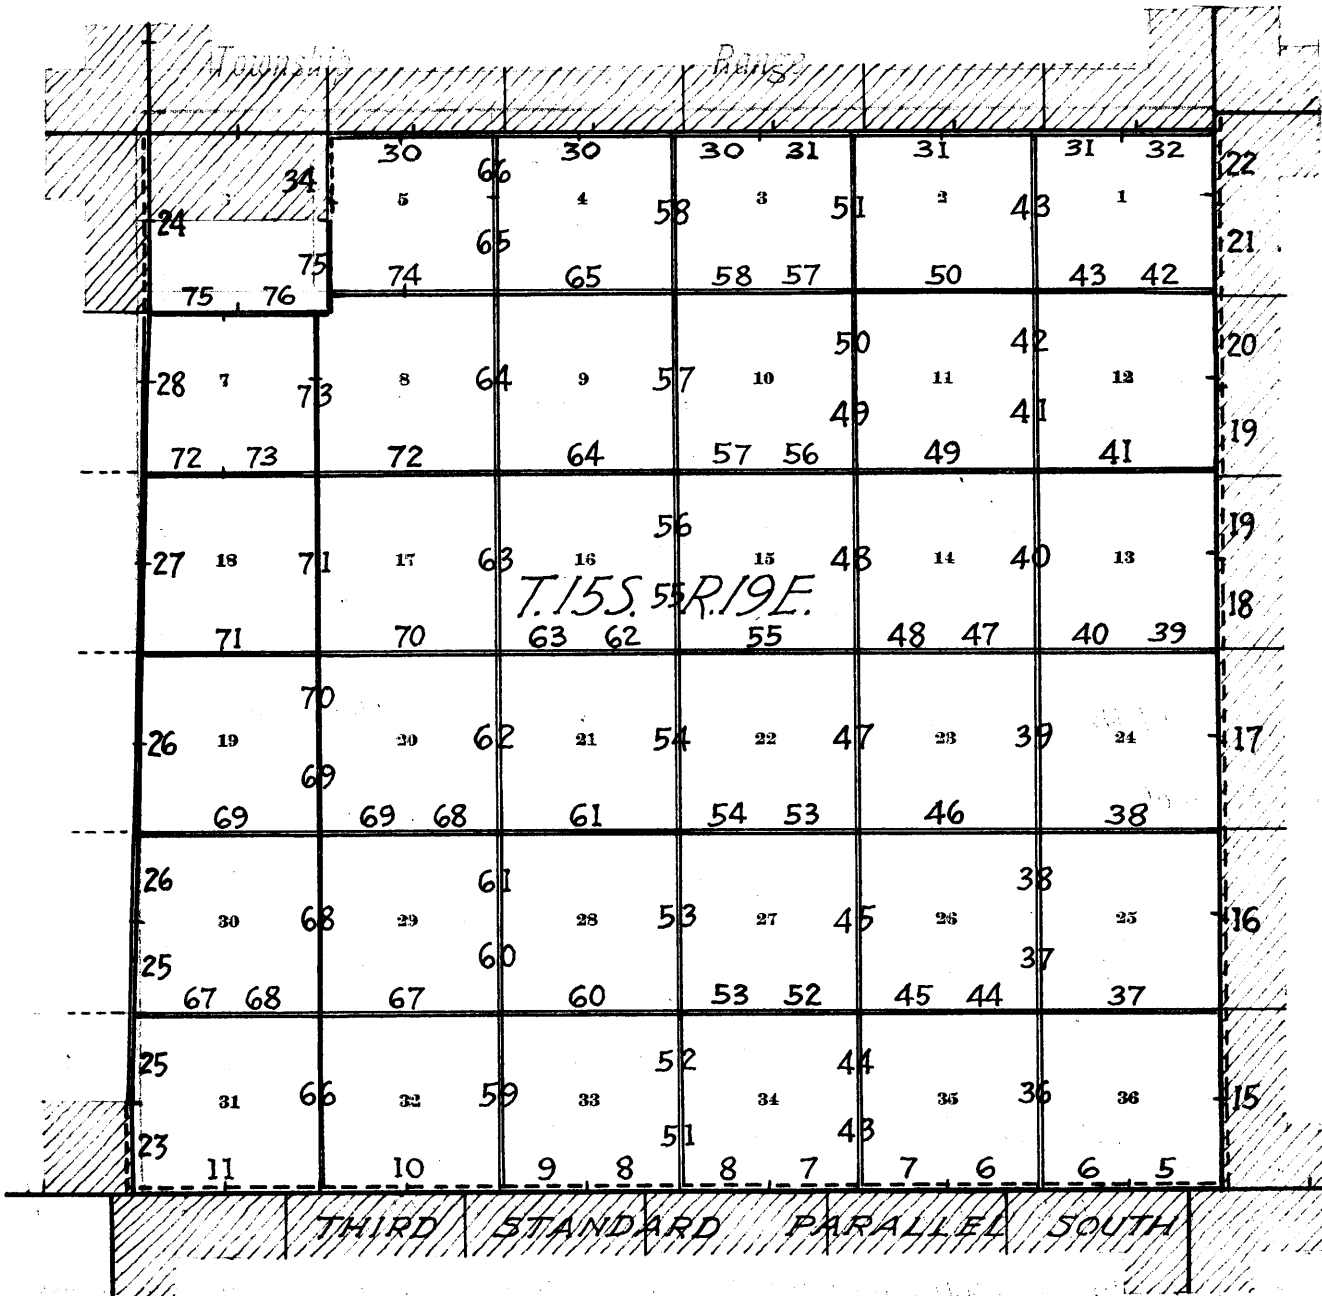 Township Range
30 30 30 31 31 31 32
34 66 22
5 4 3 2 1
24 58 51 43
65 21
75 74 65 58 57 50 43 42
75 76
50 42 20
28 7 73 8 64 9 57 10 11 12
49 41 19
72 73 72 64 57 56 49 41
56 19
27 18 71 17 63 16 15 48 14 40 13
T.15S. 55 R.19E. 18
71 70 63 62 55 48 47 40 39
70
26 19 20 62 21 54 22 47 23 39 24 17
69
69 69 68 61 54 53 46 38
26 61 38
30 68 29 28 53 27 45 26 25 16
25 60 37
67 68 67 60 53 52 45 44 37
25 52 44
31 66 32 59 33 34 35 36 36 15
23 51 43
11 10 9 8 8 7 7 6 6 5
THIRD STANDARD PARALLEL SOUTH